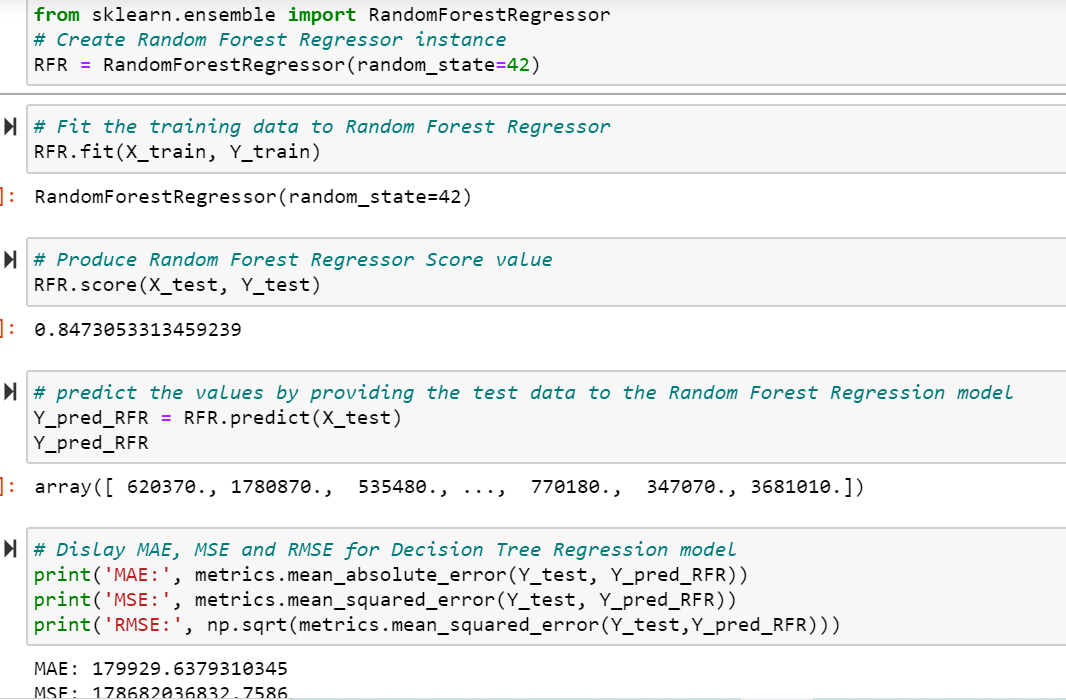 from sklearn.ensemble import RandomForestRegressor
# Create Random Forest Regressor instance
RFR = RandomForestRegressor(random_state=42)
# Fit the training data to Random Forest Regressor
RFR.fit(X_train, Y_train)
]: RandomForestRegressor(random_state=42)
# Produce Random Forest Regressor Score value
RFR.score(X_test, Y_test)
]: 0.8473053313459239
# predict the values by providing the test data to the Random Forest Regression model
Y_pred_RFR = RFR.predict(X_test)
Y_pred_RFR
]: array([ 620370., 1780870.,  535480., ...,  770180.,  347070., 3681010.])
# Dislay MAE, MSE and RMSE for Decision Tree Regression model
print('MAE:', metrics.mean_absolute_error(Y_test, Y_pred_RFR))
print('MSE:', metrics.mean_squared_error(Y_test, Y_pred_RFR))
print('RMSE:', np.sqrt(metrics.mean_squared_error(Y_test,Y_pred_RFR)))
MAE: 179929.6379310345
MSE: 178682036832.7586